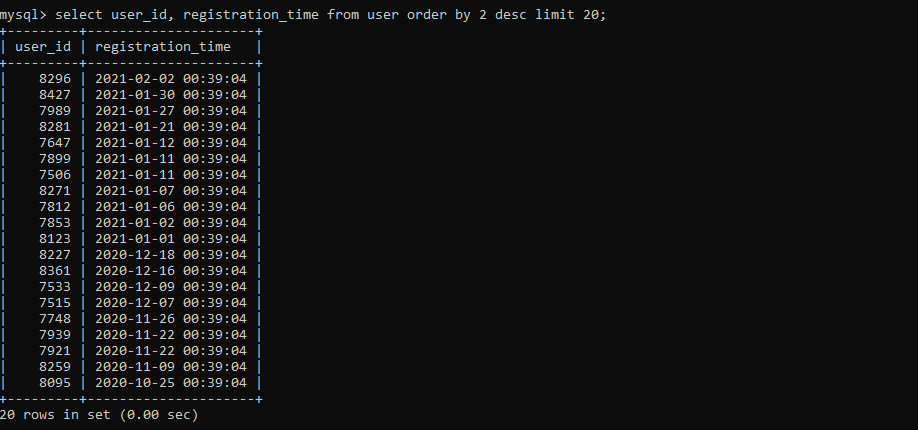 mysql> select user_id, registration_time from user order by 2 desc limit 20;
+---------+---------------------+
| user_id | registration_time   |
+---------+---------------------+
|    8296 | 2021-02-02 00:39:04 |
|    8427 | 2021-01-30 00:39:04 |
|    7989 | 2021-01-27 00:39:04 |
|    8281 | 2021-01-21 00:39:04 |
|    7647 | 2021-01-12 00:39:04 |
|    7899 | 2021-01-11 00:39:04 |
|    7506 | 2021-01-11 00:39:04 |
|    8271 | 2021-01-07 00:39:04 |
|    7812 | 2021-01-06 00:39:04 |
|    7853 | 2021-01-02 00:39:04 |
|    8123 | 2021-01-01 00:39:04 |
|    8227 | 2020-12-18 00:39:04 |
|    8361 | 2020-12-16 00:39:04 |
|    7533 | 2020-12-09 00:39:04 |
|    7515 | 2020-12-07 00:39:04 |
|    7748 | 2020-11-26 00:39:04 |
|    7939 | 2020-11-22 00:39:04 |
|    7921 | 2020-11-22 00:39:04 |
|    8259 | 2020-11-09 00:39:04 |
|    8095 | 2020-10-25 00:39:04 |
+---------+---------------------+
20 rows in set (0.00 sec)